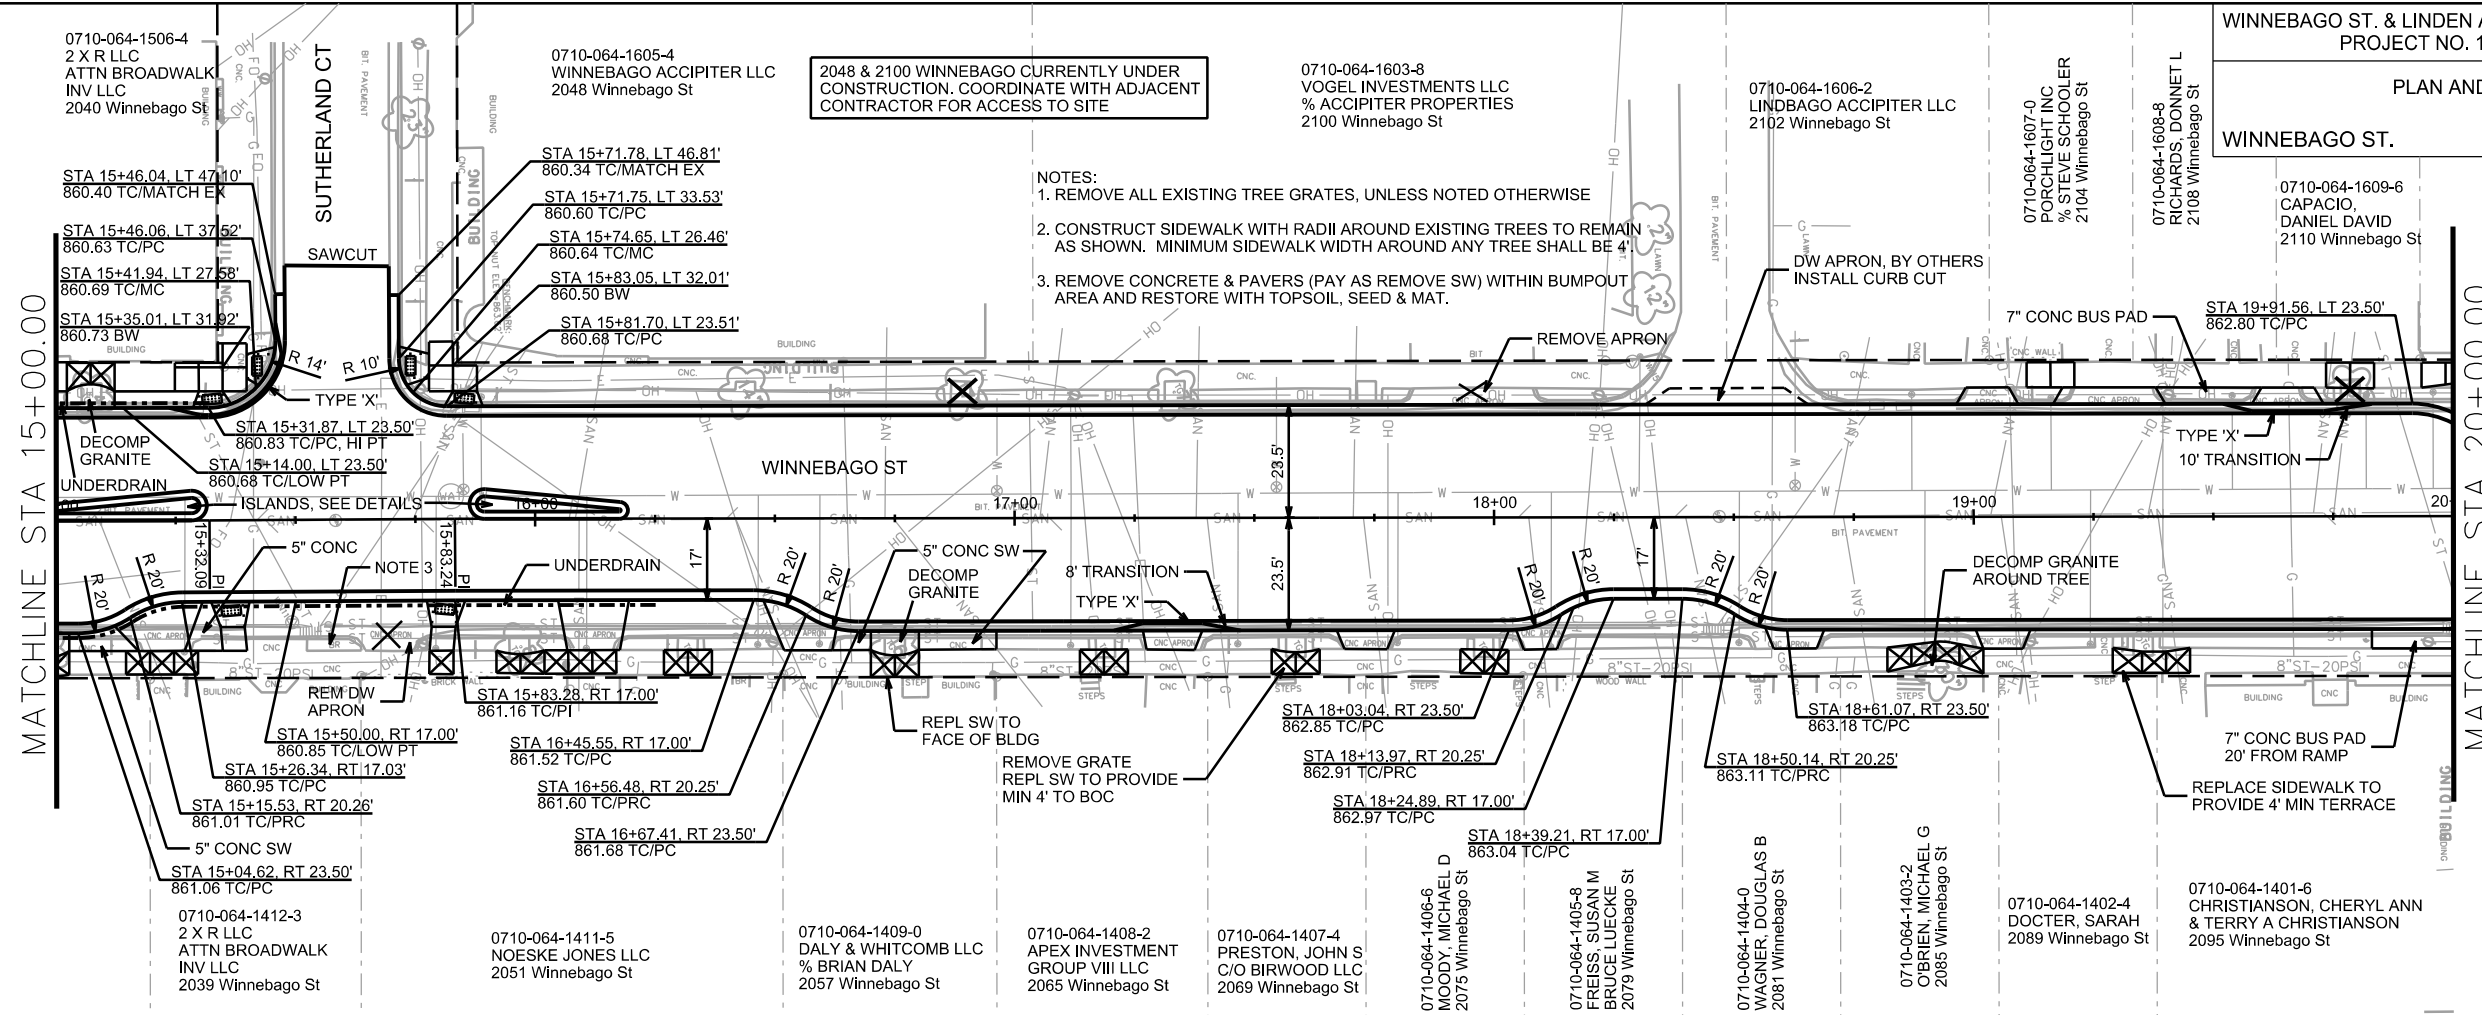 WINNEBAGO ST. & LINDEN A
PROJECT NO. 1
PLAN AND
WINNEBAGO ST.
0710-064-1506-4
2 X R LLC
ATTN BROADWALK
INV LLC
2040 Winnebago St
SUTHERLAND CT
0710-064-1605-4
WINNEBAGO ACCIPITER LLC
2048 Winnebago St
2048 & 2100 WINNEBAGO CURRENTLY UNDER
CONSTRUCTION. COORDINATE WITH ADJACENT
CONTRACTOR FOR ACCESS TO SITE
0710-064-1603-8
VOGEL INVESTMENTS LLC
% ACCIPITER PROPERTIES
2100 Winnebago St
0710-064-1606-2
LINDBAGO ACCIPITER LLC
2102 Winnebago St
0710-064-1607-0
PORCHLIGHT INC
% STEVE SCHOOLER
2104 Winnebago St
0710-064-1608-8
RICHARDS, DONNET L
2108 Winnebago St
0710-064-1609-6
CAPACIO,
DANIEL DAVID
2110 Winnebago St
NOTES:
1. REMOVE ALL EXISTING TREE GRATES, UNLESS NOTED OTHERWISE
2. CONSTRUCT SIDEWALK WITH RADII AROUND EXISTING TREES TO REMAIN
AS SHOWN. MINIMUM SIDEWALK WIDTH AROUND ANY TREE SHALL BE 4'.
3. REMOVE CONCRETE & PAVERS (PAY AS REMOVE SW) WITHIN BUMPOUT
AREA AND RESTORE WITH TOPSOIL, SEED & MAT.
STA 15+46.04, LT 47.10'
860.40 TC/MATCH EX
STA 15+46.06, LT 37.52'
860.63 TC/PC
STA 15+41.94, LT 27.58'
860.69 TC/MC
STA 15+35.01, LT 31.92'
860.73 BW
SAWCUT
STA 15+71.78, LT 46.81'
860.34 TC/MATCH EX
STA 15+71.75, LT 33.53'
860.60 TC/PC
STA 15+74.65, LT 26.46'
860.64 TC/MC
STA 15+83.05, LT 32.01'
860.50 BW
STA 15+81.70, LT 23.51'
860.68 TC/PC
DW APRON, BY OTHERS
INSTALL CURB CUT
REMOVE APRON
7" CONC BUS PAD
STA 19+91.56, LT 23.50'
862.80 TC/PC
MATCHLINE STA 15+00.00
MATCHLINE STA 20+00.00
R 14'
R 10'
TYPE 'X'
DECOMP
GRANITE
UNDERDRAIN
STA 15+31.87, LT 23.50'
860.83 TC/PC, HI PT
STA 15+14.00, LT 23.50'
860.68 TC/LOW PT
ISLANDS, SEE DETAILS
WINNEBAGO ST
TYPE 'X'
10' TRANSITION
16+00
17+00
18+00
19+00
23.5'
23.5'
15+32.09
PI
15+83.24
PI
17'
17'
R 20'
R 20'
5" CONC
NOTE 3
UNDERDRAIN
R 20'
R 20'
5" CONC SW
DECOMP
GRANITE
8' TRANSITION
TYPE 'X'
R 20'
R 20'
R 20'
R 20'
DECOMP GRANITE
AROUND TREE
REM DW
APRON
STA 15+83.28, RT 17.00'
861.16 TC/PI
STA 15+50.00, RT 17.00'
860.85 TC/LOW PT
STA 15+26.34, RT 17.03'
860.95 TC/PC
STA 15+15.53, RT 20.26'
861.01 TC/PRC
5" CONC SW
STA 15+04.62, RT 23.50'
861.06 TC/PC
STA 16+45.55, RT 17.00'
861.52 TC/PC
STA 16+56.48, RT 20.25'
861.60 TC/PRC
STA 16+67.41, RT 23.50'
861.68 TC/PC
REPL SW TO
FACE OF BLDG
REMOVE GRATE
REPL SW TO PROVIDE
MIN 4' TO BOC
STA 18+03.04, RT 23.50'
862.85 TC/PC
STA 18+13.97, RT 20.25'
862.91 TC/PRC
STA 18+24.89, RT 17.00'
862.97 TC/PC
STA 18+39.21, RT 17.00'
863.04 TC/PC
STA 18+61.07, RT 23.50'
863.18 TC/PC
STA 18+50.14, RT 20.25'
863.11 TC/PRC
7" CONC BUS PAD
20' FROM RAMP
REPLACE SIDEWALK TO
PROVIDE 4' MIN TERRACE
0710-064-1412-3
2 X R LLC
ATTN BROADWALK
INV LLC
2039 Winnebago St
0710-064-1411-5
NOESKE JONES LLC
2051 Winnebago St
0710-064-1409-0
DALY & WHITCOMB LLC
% BRIAN DALY
2057 Winnebago St
0710-064-1408-2
APEX INVESTMENT
GROUP VIII LLC
2065 Winnebago St
0710-064-1407-4
PRESTON, JOHN S
C/O BIRWOOD LLC
2069 Winnebago St
0710-064-1406-6
MOODY, MICHAEL D
2075 Winnebago St
0710-064-1405-8
FREISS, SUSAN M
BRUCE LUECKE
2079 Winnebago St
0710-064-1404-0
WAGNER, DOUGLAS B
2081 Winnebago St
0710-064-1403-2
O'BRIEN, MICHAEL G
2085 Winnebago St
0710-064-1402-4
DOCTER, SARAH
2089 Winnebago St
0710-064-1401-6
CHRISTIANSON, CHERYL ANN
& TERRY A CHRISTIANSON
2095 Winnebago St